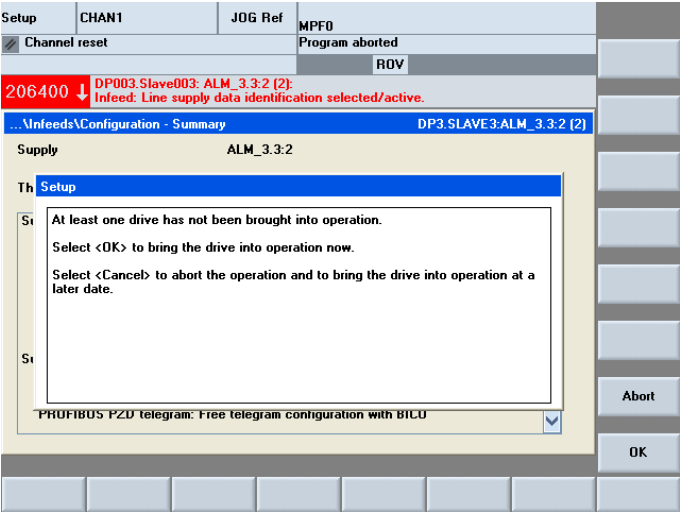 Setup
CHAN1
JOG Ref
MPF0
Channel reset
Program aborted
ROV
206400
DP003.Slave003: ALM_3.3:2 (2):
Infeed: Line supply data identification selected/active.
...\Infeeds\Configuration - Summary
DP3.SLAVE3:ALM_3.3:2 (2)
Supply
ALM_3.3:2
Th
Setup
At least one drive has not been brought into operation.
Select <OK> to bring the drive into operation now.
Select <Cancel> to abort the operation and to bring the drive into operation at a
later date.
PROFIBUS PZD telegram: Free telegram configuration with BICO
Abort
OK